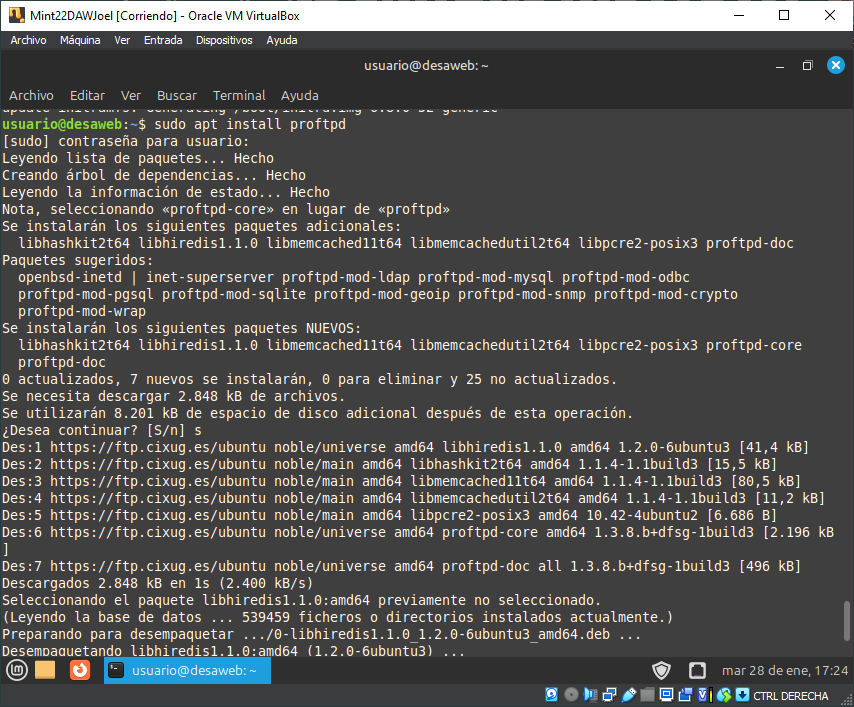 Mint22DAWJoel [Corriendo] - Oracle VM VirtualBox
Archivo Máquina Ver Entrada Dispositivos Ayuda
usuario@desaweb: ~
Archivo Editar Ver Buscar Terminal Ayuda
update-initramfs: Generating /boot/initrd.img-6.8.0-52-generic
usuario@desaweb:~$ sudo apt install proftpd
[sudo] contraseña para usuario:
Leyendo lista de paquetes... Hecho
Creando árbol de dependencias... Hecho
Leyendo la información de estado... Hecho
Nota, seleccionando «proftpd-core» en lugar de «proftpd»
Se instalarán los siguientes paquetes adicionales:
  libhashkit2t64 libhiredis1.1.0 libmemcached11t64 libmemcachedutil2t64 libpcre2-posix3 proftpd-doc
Paquetes sugeridos:
  openbsd-inetd | inet-superserver proftpd-mod-ldap proftpd-mod-mysql proftpd-mod-odbc
  proftpd-mod-pgsql proftpd-mod-sqlite proftpd-mod-geoip proftpd-mod-snmp proftpd-mod-crypto
  proftpd-mod-wrap
Se instalarán los siguientes paquetes NUEVOS:
  libhashkit2t64 libhiredis1.1.0 libmemcached11t64 libmemcachedutil2t64 libpcre2-posix3 proftpd-core
  proftpd-doc
0 actualizados, 7 nuevos se instalarán, 0 para eliminar y 25 no actualizados.
Se necesita descargar 2.848 kB de archivos.
Se utilizarán 8.201 kB de espacio de disco adicional después de esta operación.
¿Desea continuar? [S/n] s
Des:1 https://ftp.cixug.es/ubuntu noble/universe amd64 libhiredis1.1.0 amd64 1.2.0-6ubuntu3 [41,4 kB]
Des:2 https://ftp.cixug.es/ubuntu noble/main amd64 libhashkit2t64 amd64 1.1.4-1.1build3 [15,5 kB]
Des:3 https://ftp.cixug.es/ubuntu noble/main amd64 libmemcached11t64 amd64 1.1.4-1.1build3 [80,5 kB]
Des:4 https://ftp.cixug.es/ubuntu noble/main amd64 libmemcachedutil2t64 amd64 1.1.4-1.1build3 [11,2 kB]
Des:5 https://ftp.cixug.es/ubuntu noble/main amd64 libpcre2-posix3 amd64 10.42-4ubuntu2 [6.686 B]
Des:6 https://ftp.cixug.es/ubuntu noble/universe amd64 proftpd-core amd64 1.3.8.b+dfsg-1build3 [2.196 kB
]
Des:7 https://ftp.cixug.es/ubuntu noble/universe amd64 proftpd-doc all 1.3.8.b+dfsg-1build3 [496 kB]
Descargados 2.848 kB en 1s (2.400 kB/s)
Seleccionando el paquete libhiredis1.1.0:amd64 previamente no seleccionado.
(Leyendo la base de datos ... 539459 ficheros o directorios instalados actualmente.)
Preparando para desempaquetar .../0-libhiredis1.1.0_1.2.0-6ubuntu3_amd64.deb ...
Desempaquetando libhiredis1.1.0:amd64 (1.2.0-6ubuntu3) ...
usuario@desaweb: ~
mar 28 de ene, 17:24
CTRL DERECHA